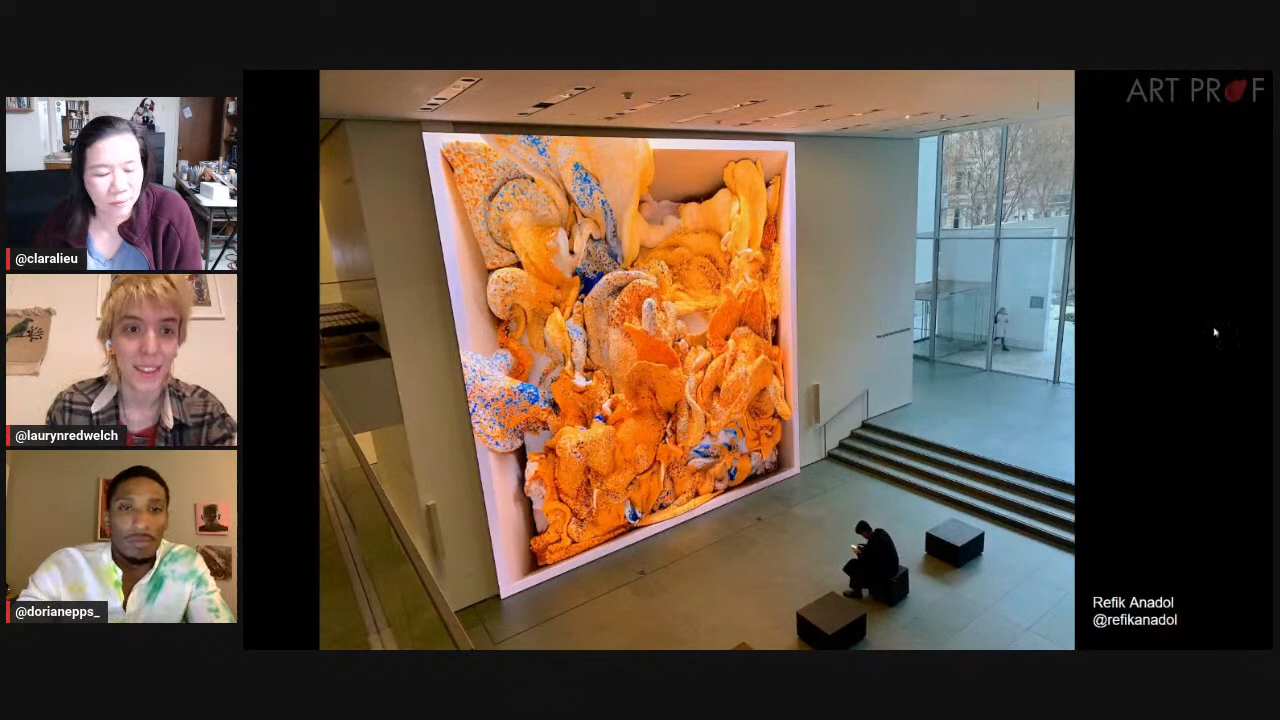 ART PROF
@claralieu
@laurynredwelch
@dorianepps_
Refik Anadol
@refikanadol